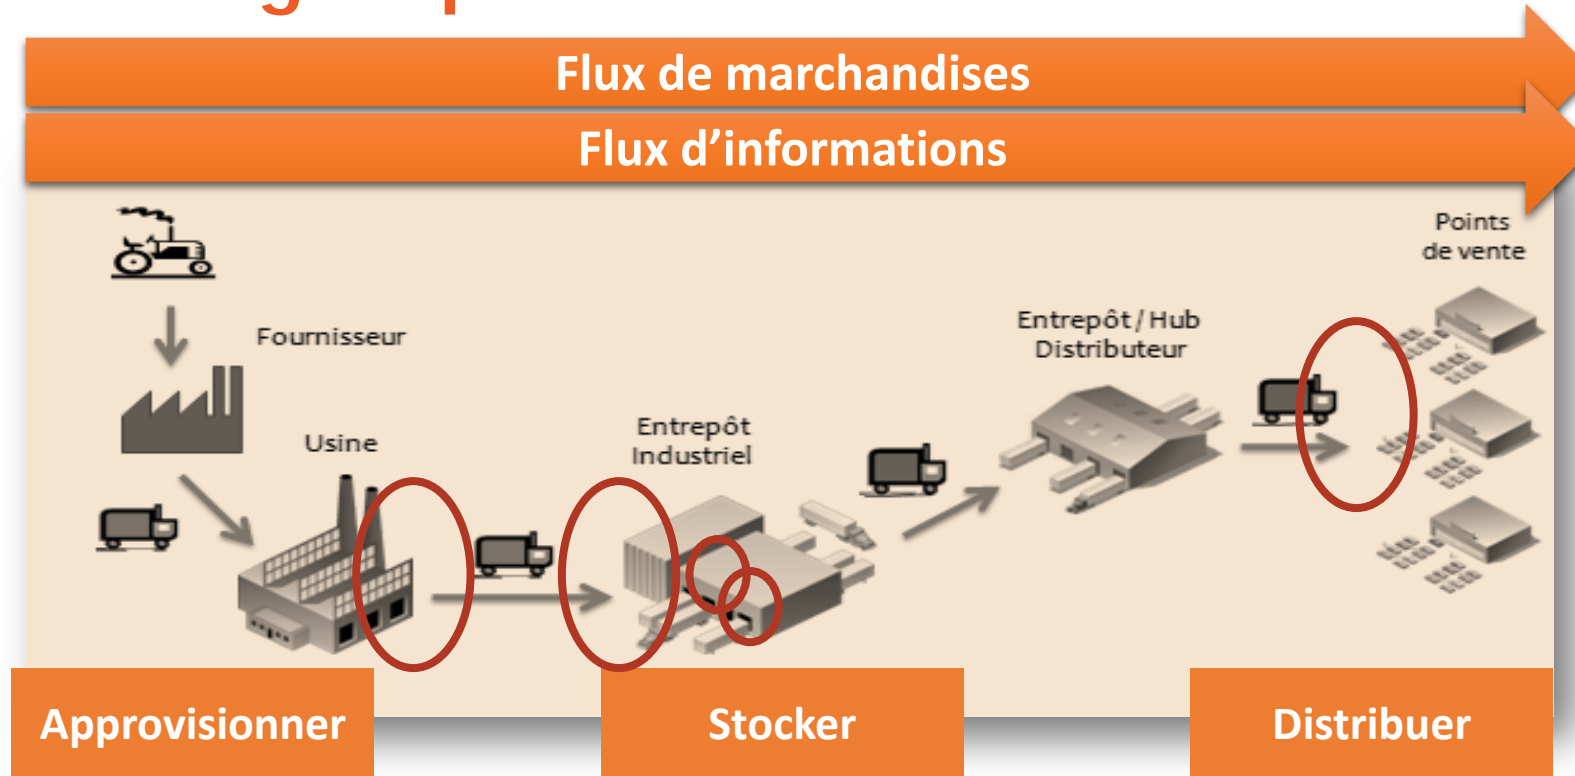 Flux de marchandises
Flux d’informations
Points
de vente
Fournisseur
Entrepôt / Hub
Distributeur
Usine
Entrepôt
Industriel
Approvisionner
Stocker
Distribuer